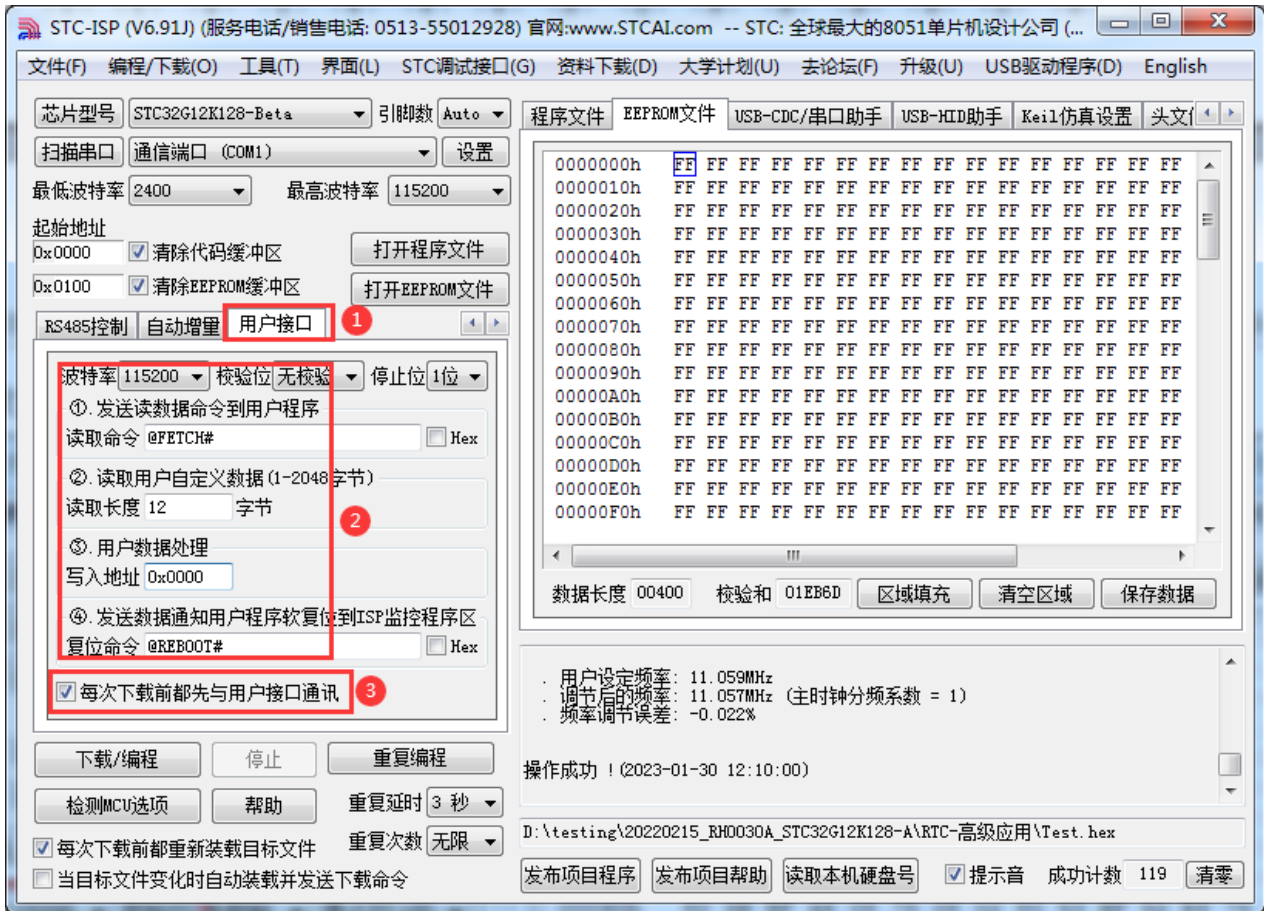 STC-ISP (V6.91J) (服务电话/销售电话: 0513-55012928) 官网:www.STCAI.com -- STC: 全球最大的8051单片机设计公司 (...
文件(F) 编程/下载(O) 工具(T) 界面(L) STC调试接口(G) 资料下载(D) 大学计划(U) 去论坛(F) 升级(U) USB驱动程序(D) English
芯片型号 STC32G12K128-Beta 引脚数 Auto
扫描串口 通信端口 (COM1) 设置
最低波特率 2400 最高波特率 115200
起始地址
0x0000 清除代码缓冲区 打开程序文件
0x0100 清除EEPROM缓冲区 打开EEPROM文件
RS485控制 自动增量 用户接口 1
波特率 115200 校验位 无校验 停止位 1位
①.发送读数据命令到用户程序
读取命令 @FETCH# Hex
②.读取用户自定义数据(1-2048字节)
读取长度 12 字节
2
③.用户数据处理
写入地址 0x0000
④.发送数据通知用户程序软复位到ISP监控程序区
复位命令 @REBOOT# Hex
每次下载前都先与用户接口通讯 3
下载/编程 停止 重复编程
检测MCU选项 帮助 重复延时 3 秒
每次下载前都重新装载目标文件 重复次数 无限
当目标文件变化时自动装载并发送下载命令
程序文件 EEPROM文件 USB-CDC/串口助手 USB-HID助手 Keil仿真设置 头文
0000000h FF FF FF FF FF FF FF FF FF FF FF FF FF FF FF FF
0000010h FF FF FF FF FF FF FF FF FF FF FF FF FF FF FF FF
0000020h FF FF FF FF FF FF FF FF FF FF FF FF FF FF FF FF
0000030h FF FF FF FF FF FF FF FF FF FF FF FF FF FF FF FF
0000040h FF FF FF FF FF FF FF FF FF FF FF FF FF FF FF FF
0000050h FF FF FF FF FF FF FF FF FF FF FF FF FF FF FF FF
0000060h FF FF FF FF FF FF FF FF FF FF FF FF FF FF FF FF
0000070h FF FF FF FF FF FF FF FF FF FF FF FF FF FF FF FF
0000080h FF FF FF FF FF FF FF FF FF FF FF FF FF FF FF FF
0000090h FF FF FF FF FF FF FF FF FF FF FF FF FF FF FF FF
00000A0h FF FF FF FF FF FF FF FF FF FF FF FF FF FF FF FF
00000B0h FF FF FF FF FF FF FF FF FF FF FF FF FF FF FF FF
00000C0h FF FF FF FF FF FF FF FF FF FF FF FF FF FF FF FF
00000D0h FF FF FF FF FF FF FF FF FF FF FF FF FF FF FF FF
00000E0h FF FF FF FF FF FF FF FF FF FF FF FF FF FF FF FF
00000F0h FF FF FF FF FF FF FF FF FF FF FF FF FF FF FF FF
数据长度 00400 校验和 01EB6D 区域填充 清空区域 保存数据
. 用户设定频率: 11.059MHz
. 调节后的频率: 11.057MHz (主时钟分频系数 = 1)
. 频率调节误差: -0.022%
操作成功 !(2023-01-30 12:10:00)
D:\testing\20220215_RH0030A_STC32G12K128-A\RTC-高级应用\Test.hex
发布项目程序 发布项目帮助 读取本机硬盘号 提示音 成功计数 119 清零